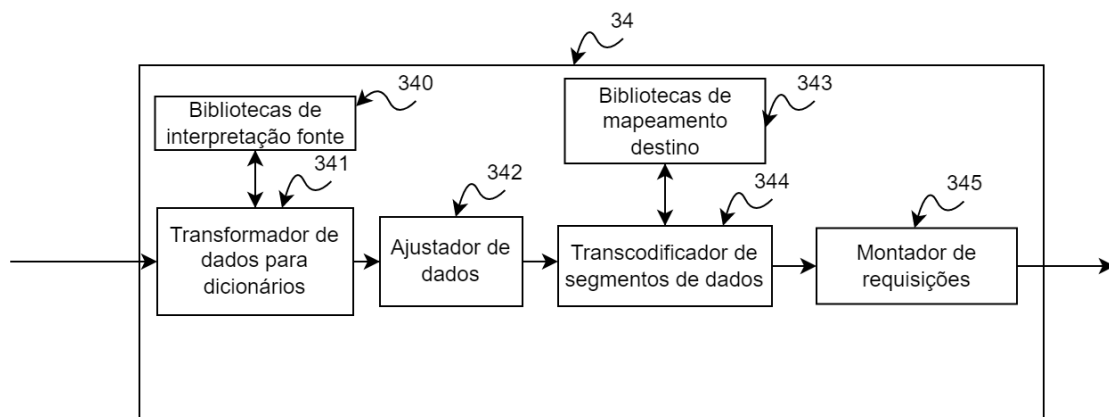 34
340
Bibliotecas de
interpretação fonte
343
Bibliotecas de
mapeamento
destino
341
Transformador de
dados para
dicionários
342
Ajustador de
dados
344
Transcodificador de
segmentos de dados
345
Montador de
requisições